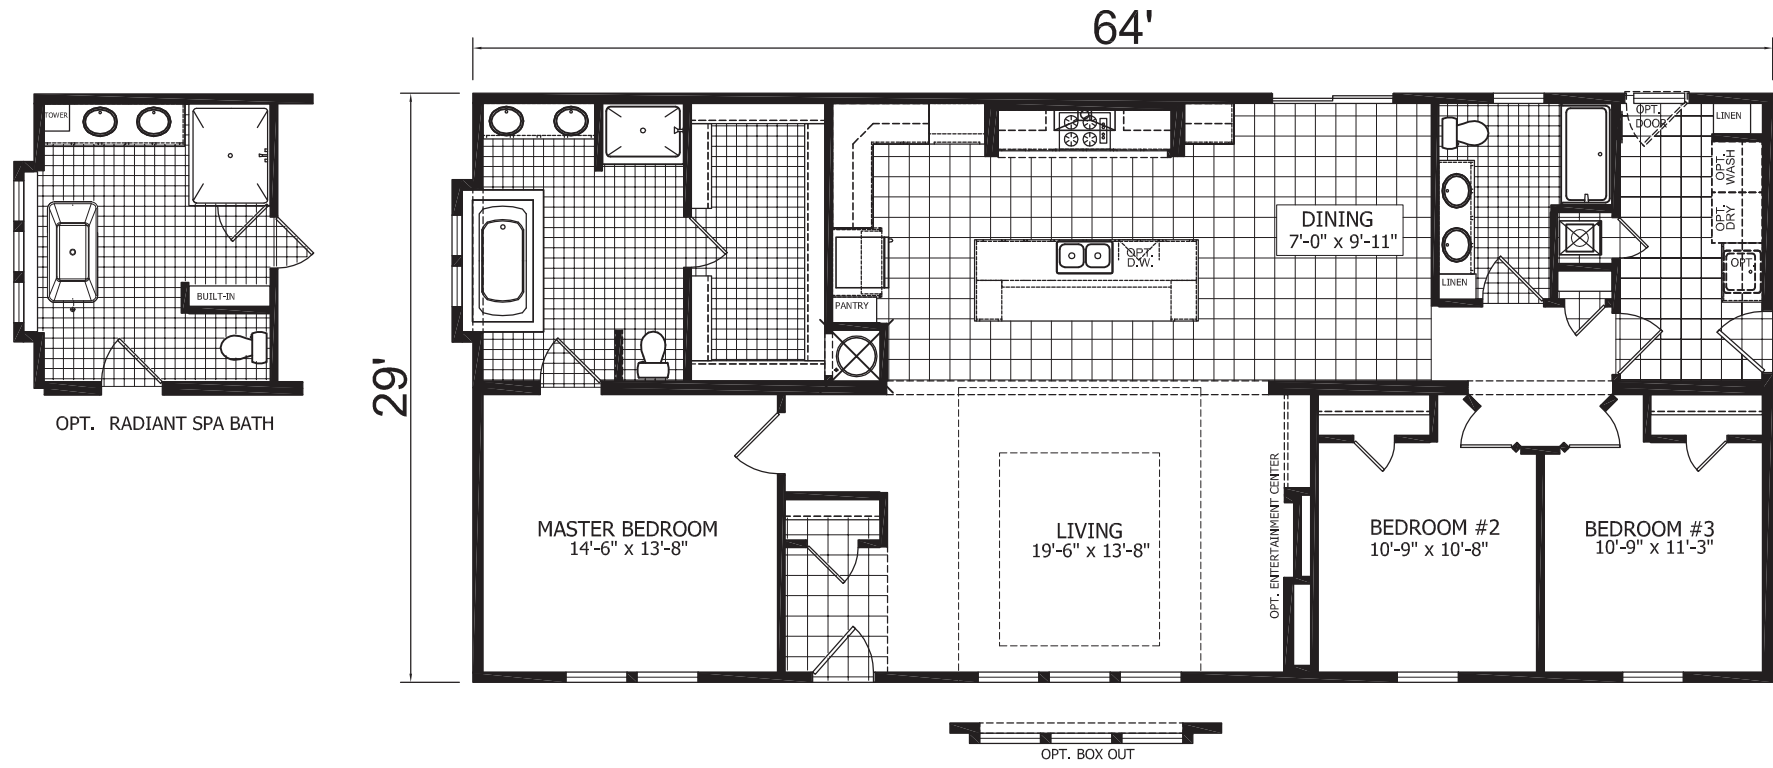 64'
29'
TOWER
BUILT-IN
OPT. RADIANT SPA BATH
PANTRY
OPT.
D.W.
DINING
7'-0" x 9'-11"
LINEN
OPT.
DOOR
LINEN
OPT.
WASH
OPT.
DRY
OPT.
MASTER BEDROOM
14'-6" x 13'-8"
LIVING
19'-6" x 13'-8"
OPT. ENTERTAINMENT CENTER
BEDROOM #2
10'-9" x 10'-8"
BEDROOM #3
10'-9" x 11'-3"
OPT. BOX OUT